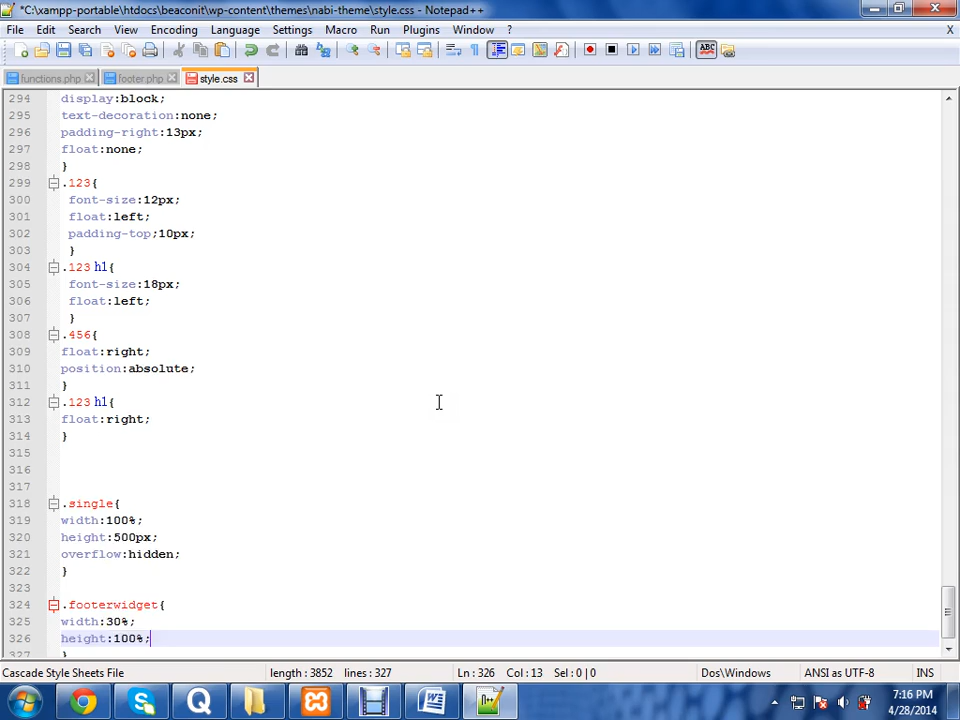 *C:\xampp-portable\htdocs\beaconit\wp-content\themes\nabi-theme\style.css - Notepad++
File Edit Search View Encoding Language Settings Macro Run Plugins Window ? X
functions.php footer.php style.css
294 display:block;
295 text-decoration:none;
296 padding-right:13px;
297 float:none;
298 }
299 .123{
300 font-size:12px;
301 float:left;
302 padding-top;10px;
303 }
304 .123 h1{
305 font-size:18px;
306 float:left;
307 }
308 .456{
309 float:right;
310 position:absolute;
311 }
312 .123 h1{
313 float:right;
314 }
315
316
317
318 .single{
319 width:100%;
320 height:500px;
321 overflow:hidden;
322 }
323
324 .footerwidget{
325 width:30%;
326 height:100%;
327 }
Cascade Style Sheets File length : 3852 lines : 327 Ln : 326 Col : 13 Sel : 0 | 0 Dos\Windows ANSI as UTF-8 INS
7:16 PM
4/28/2014